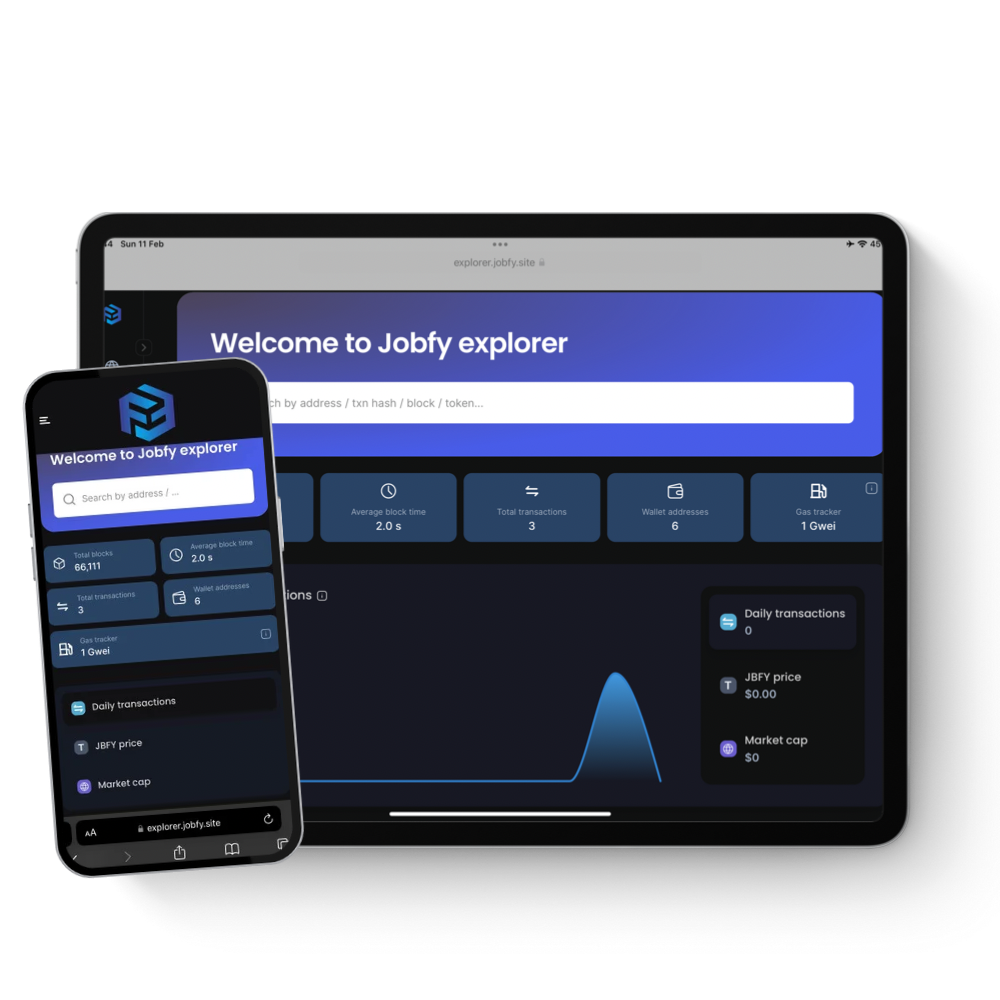 Sun 11 Feb
45
explorer.jobfy.site
Welcome to Jobfy explorer
by address / txn hash / block / token...
Average block time
2.0 s
Total transactions
3
Wallet addresses
6
Gas tracker
1 Gwei
Daily transactions
0
JBFY price
$0.00
Market cap
$0
Welcome to Jobfy explorer
Search by address / ...
Total blocks
66,111
Average block time
2.0 s
Total transactions
3
Wallet addresses
6
Gas tracker
1 Gwei
Daily transactions
T JBFY price
Market cap
AA
explorer.jobfy.site